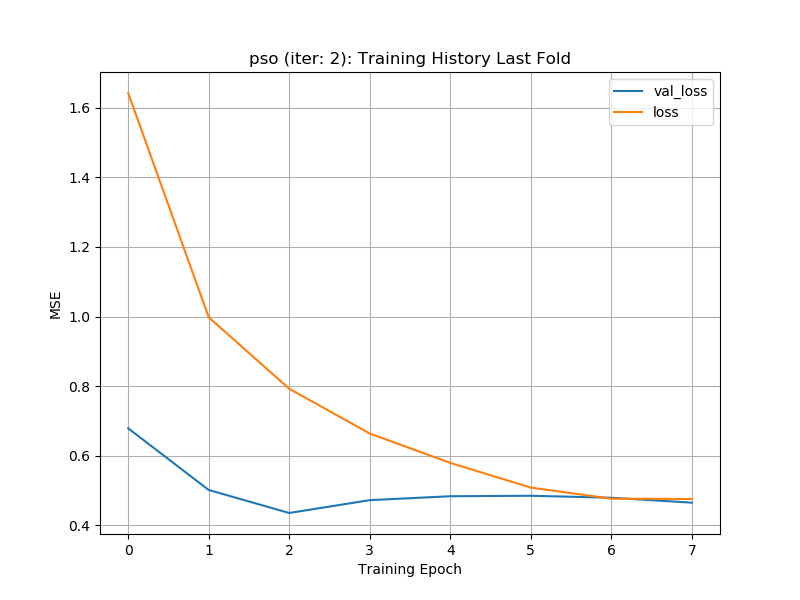 pso (iter: 2): Training History Last Fold
val_loss
loss
1.6
1.4
1.2
1.0
0.8
0.6
0.4
MSE
0 1 2 3 4 5 6 7
Training Epoch